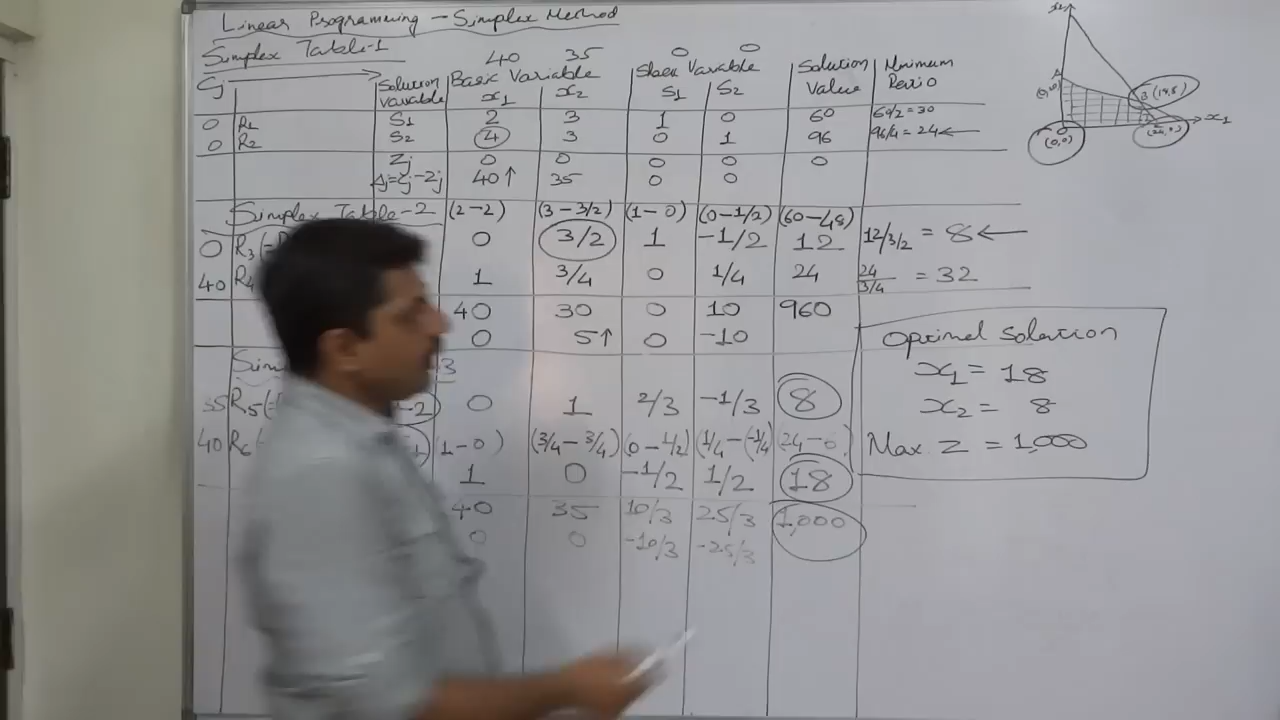 Linear Programming - Simplex Method
Simplex Table-1
40 35 0 0
Cj Solution Variable Basic Variable Slack Variable Solution Value Minimum Ratio
x1 x2 S1 S2
0 R1 S1 2 3 1 0 60 60/2 = 30
0 R2 S2 4 3 0 1 96 96/4 = 24 ←
Zj 0 0 0 0 0
Δj=Cj-Zj 40↑ 35 0 0
Simplex Table-2 (2-2) (3-3/2) (1-0) (0-1/2) (60-48)
0 R3 0 3/2 1 -1/2 12 12/3/2 = 8 ←
40 R4 1 3/4 0 1/4 24 24/3/4 = 32
40 30 0 10 960
0 5↑ 0 -10
3
35 R5 0 1 2/3 -1/3 8
40 R6 (1-0) (3/4-3/4) (0-1/2) (1/4-(-1/4) (24-6)
1 0 -1/2 1/2 18
40 35 10/3 25/3 1,000
0 0 -10/3 -25/3
Optimal Solution
x1 = 18
x2 = 8
Max Z = 1,000
(0,0)
x1